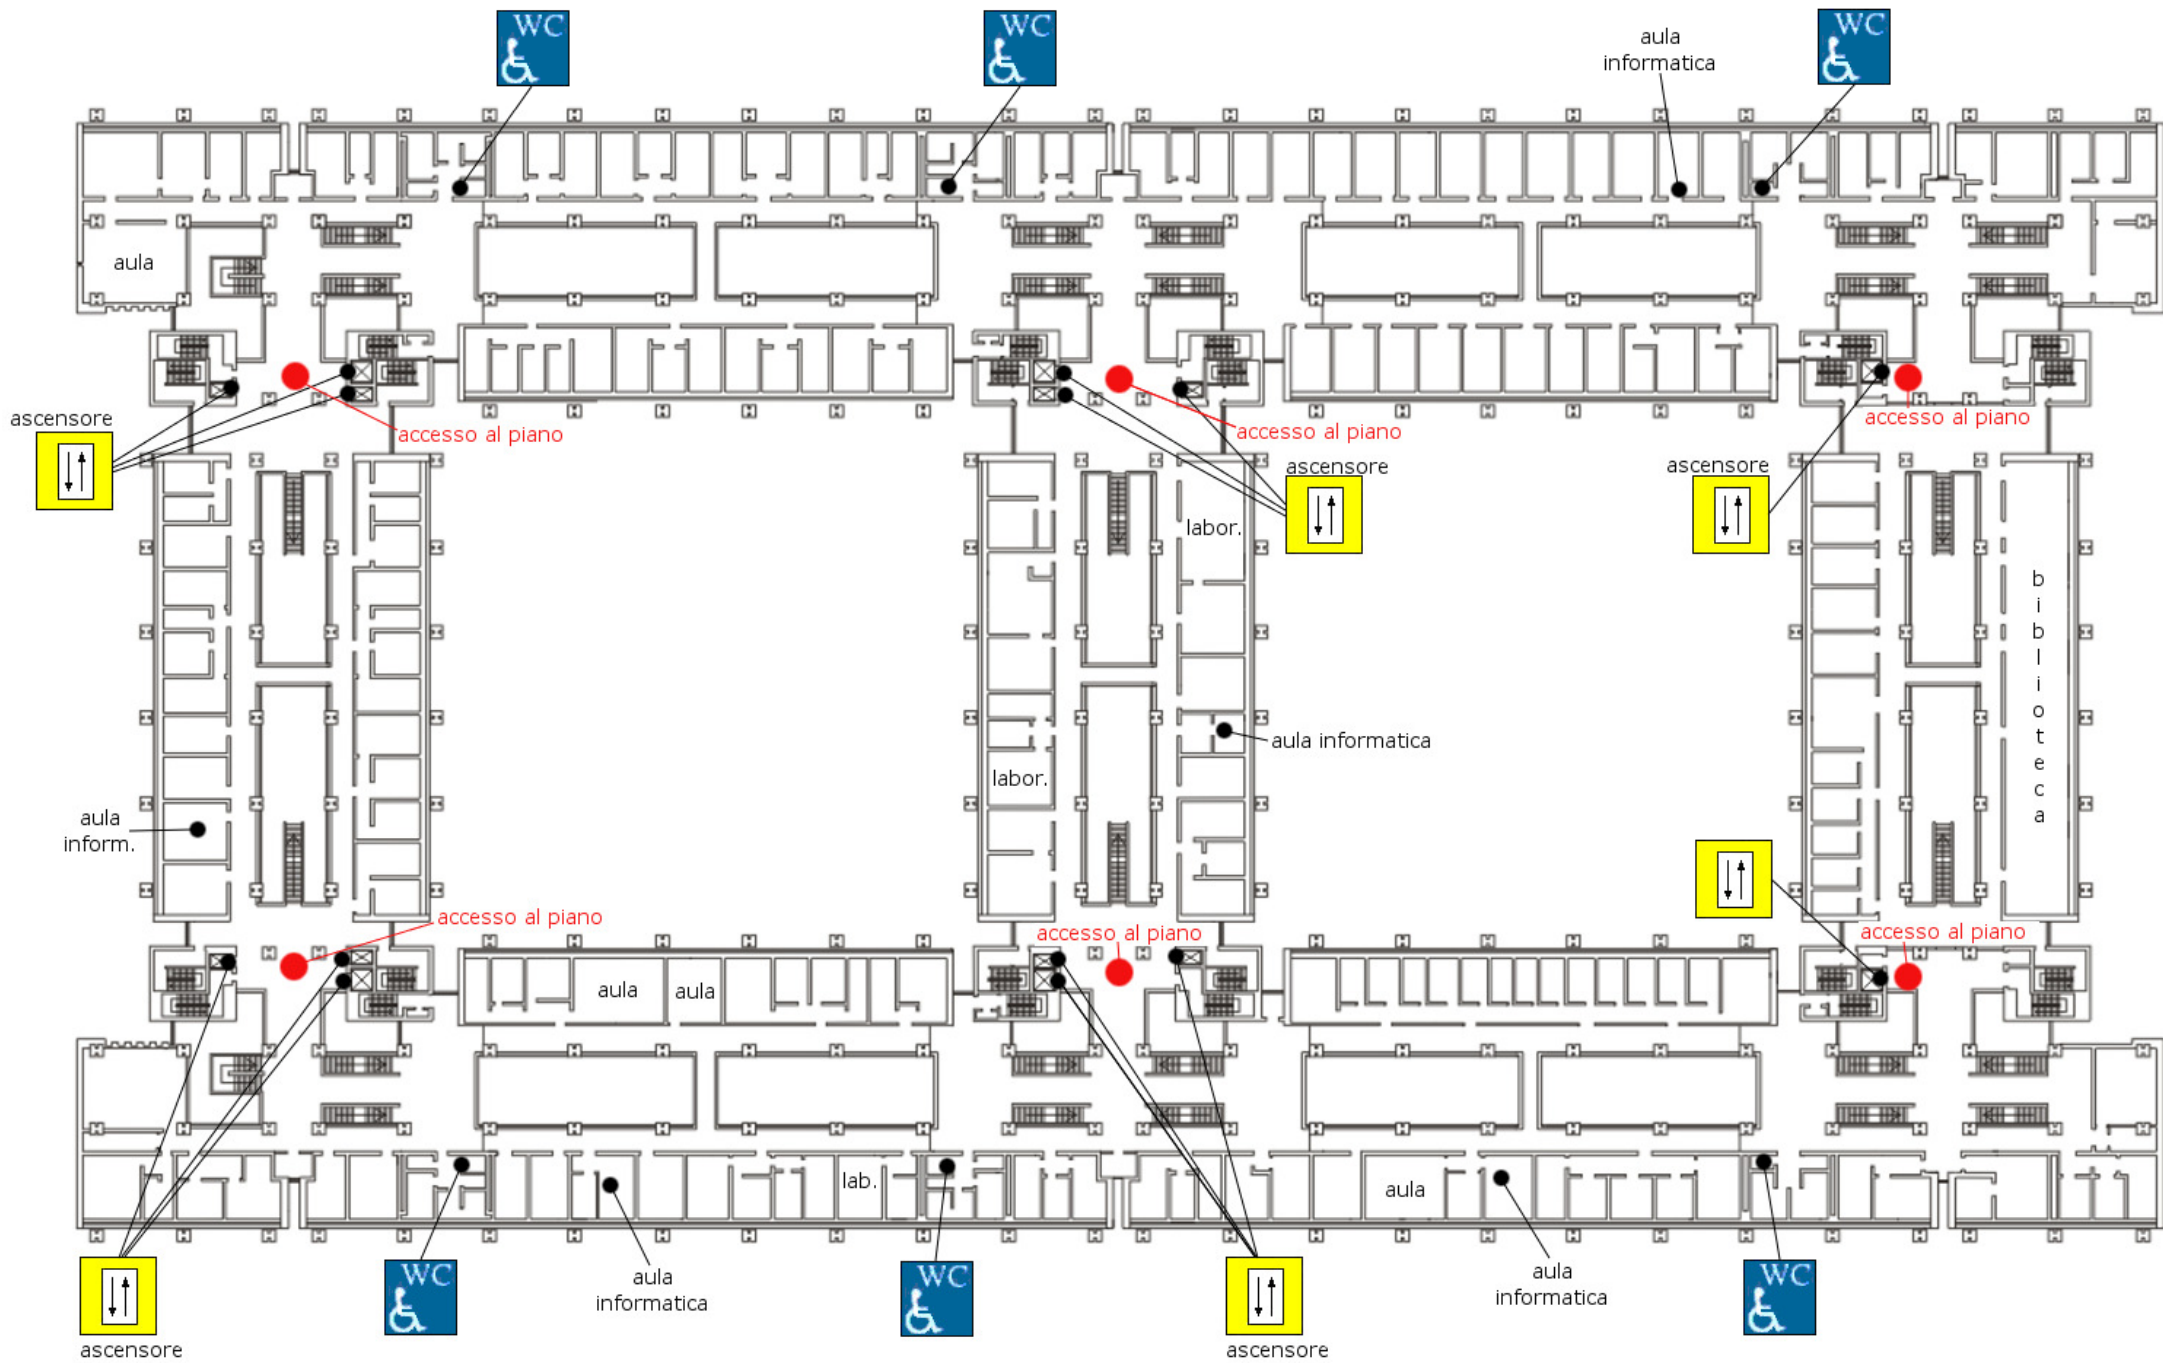 WC
WC
WC
aula
informatica
aula
ascensore
accesso al piano
accesso al piano
accesso al piano
ascensore
ascensore
labor.
biblioteca
aula informatica
labor.
aula
inform.
accesso al piano
accesso al piano
accesso al piano
aula
aula
lab.
aula
WC
WC
WC
aula
informatica
aula
informatica
ascensore
ascensore